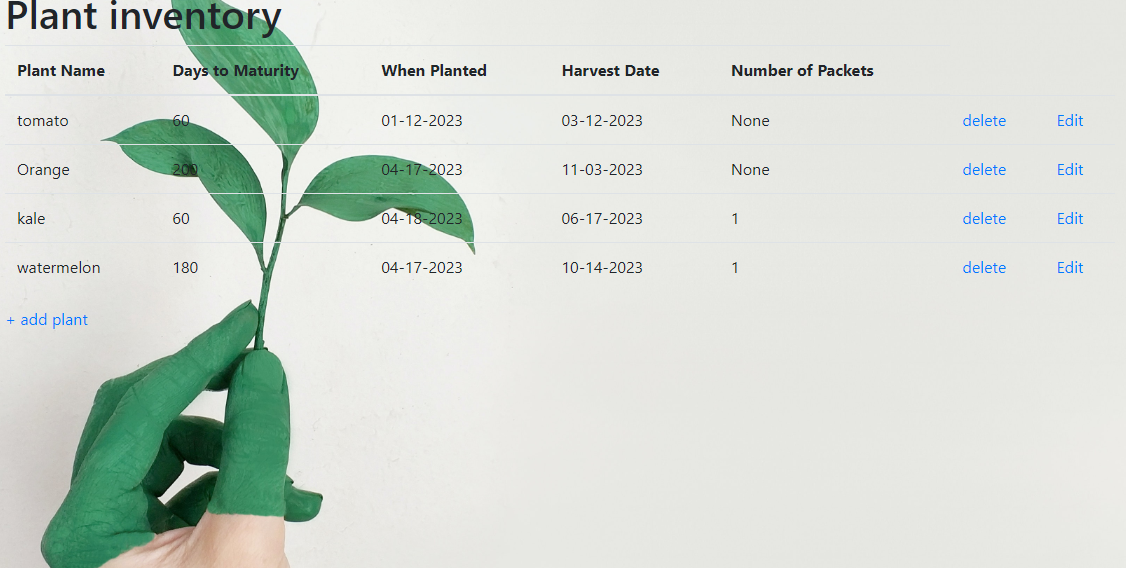 Plant inventory
Plant Name Days to Maturity When Planted Harvest Date Number of Packets
tomato 60 01-12-2023 03-12-2023 None delete Edit
Orange 200 04-17-2023 11-03-2023 None delete Edit
kale 60 04-18-2023 06-17-2023 1 delete Edit
watermelon 180 04-17-2023 10-14-2023 1 delete Edit
+ add plant